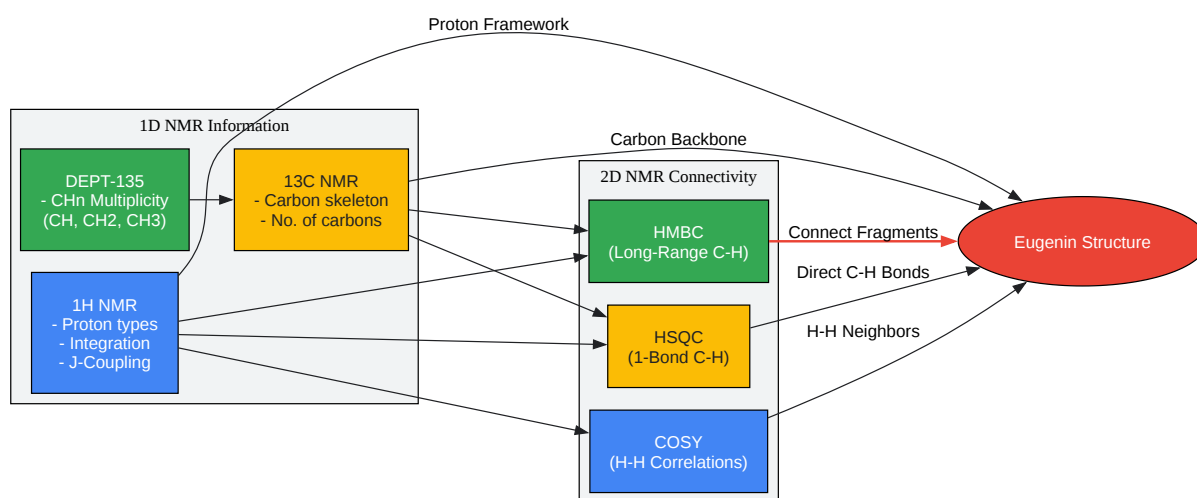 Proton Framework
1D NMR Information
DEPT-135
- CHn Multiplicity
(CH, CH2, CH3)
13C NMR
- Carbon skeleton
- No. of carbons
1H NMR
- Proton types
- Integration
- J-Coupling
Carbon Backbone
2D NMR Connectivity
HMBC
(Long-Range C-H)
Connect Fragments
Direct C-H Bonds
HSQC
(1-Bond C-H)
H-H Neighbors
COSY
(H-H Correlations)
Eugenin Structure